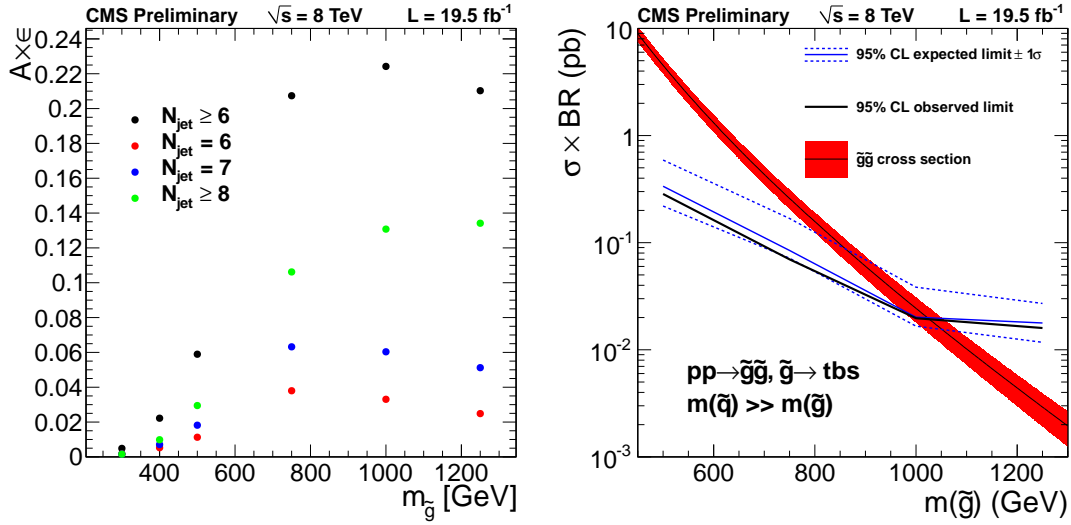 CMS Preliminary √s = 8 TeV L = 19.5 fb⁻¹
A×ϵ
0.24
0.22
0.2
0.18
0.16
0.14
0.12
0.1
0.08
0.06
0.04
0.02
0
N_jet ≥ 6
N_jet = 6
N_jet = 7
N_jet ≥ 8
400 600 800 1000 1200
m_g̃ [GeV]
CMS Preliminary √s = 8 TeV L = 19.5 fb⁻¹
σ × BR (pb)
10
1
10⁻¹
10⁻²
10⁻³
95% CL expected limit ± 1σ
95% CL observed limit
g̃g̃ cross section
pp→g̃g̃, g̃→ tbs
m(q̃) >> m(g̃)
600 800 1000 1200
m(g̃) (GeV)